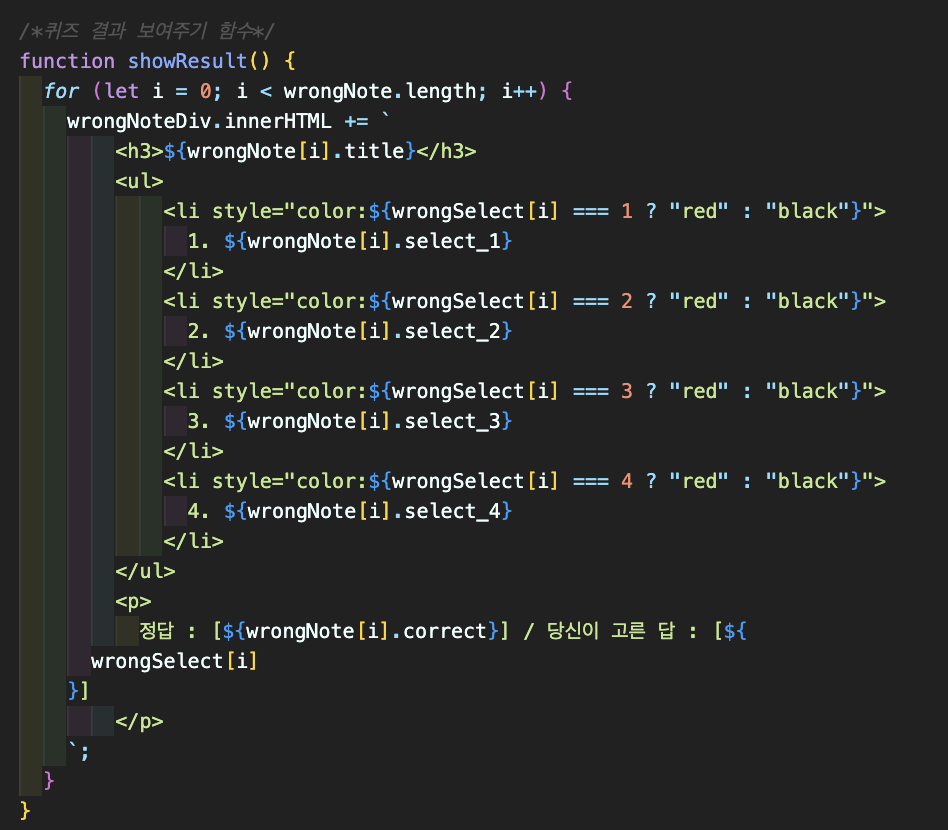 /*퀴즈 결과 보여주기 함수*/
function showResult() {
  for (let i = 0; i < wrongNote.length; i++) {
    wrongNoteDiv.innerHTML += `
        <h3>${wrongNote[i].title}</h3>
        <ul>
            <li style="color:${wrongSelect[i] === 1 ? "red" : "black"}">
              1. ${wrongNote[i].select_1}
            </li>
            <li style="color:${wrongSelect[i] === 2 ? "red" : "black"}">
              2. ${wrongNote[i].select_2}
            </li>
            <li style="color:${wrongSelect[i] === 3 ? "red" : "black"}">
              3. ${wrongNote[i].select_3}
            </li>
            <li style="color:${wrongSelect[i] === 4 ? "red" : "black"}">
              4. ${wrongNote[i].select_4}
            </li>
        </ul>
        <p>
          정답 : [${wrongNote[i].correct}] / 당신이 고른 답 : [${
      wrongSelect[i]
    }]
        </p>
    `;
  }
}